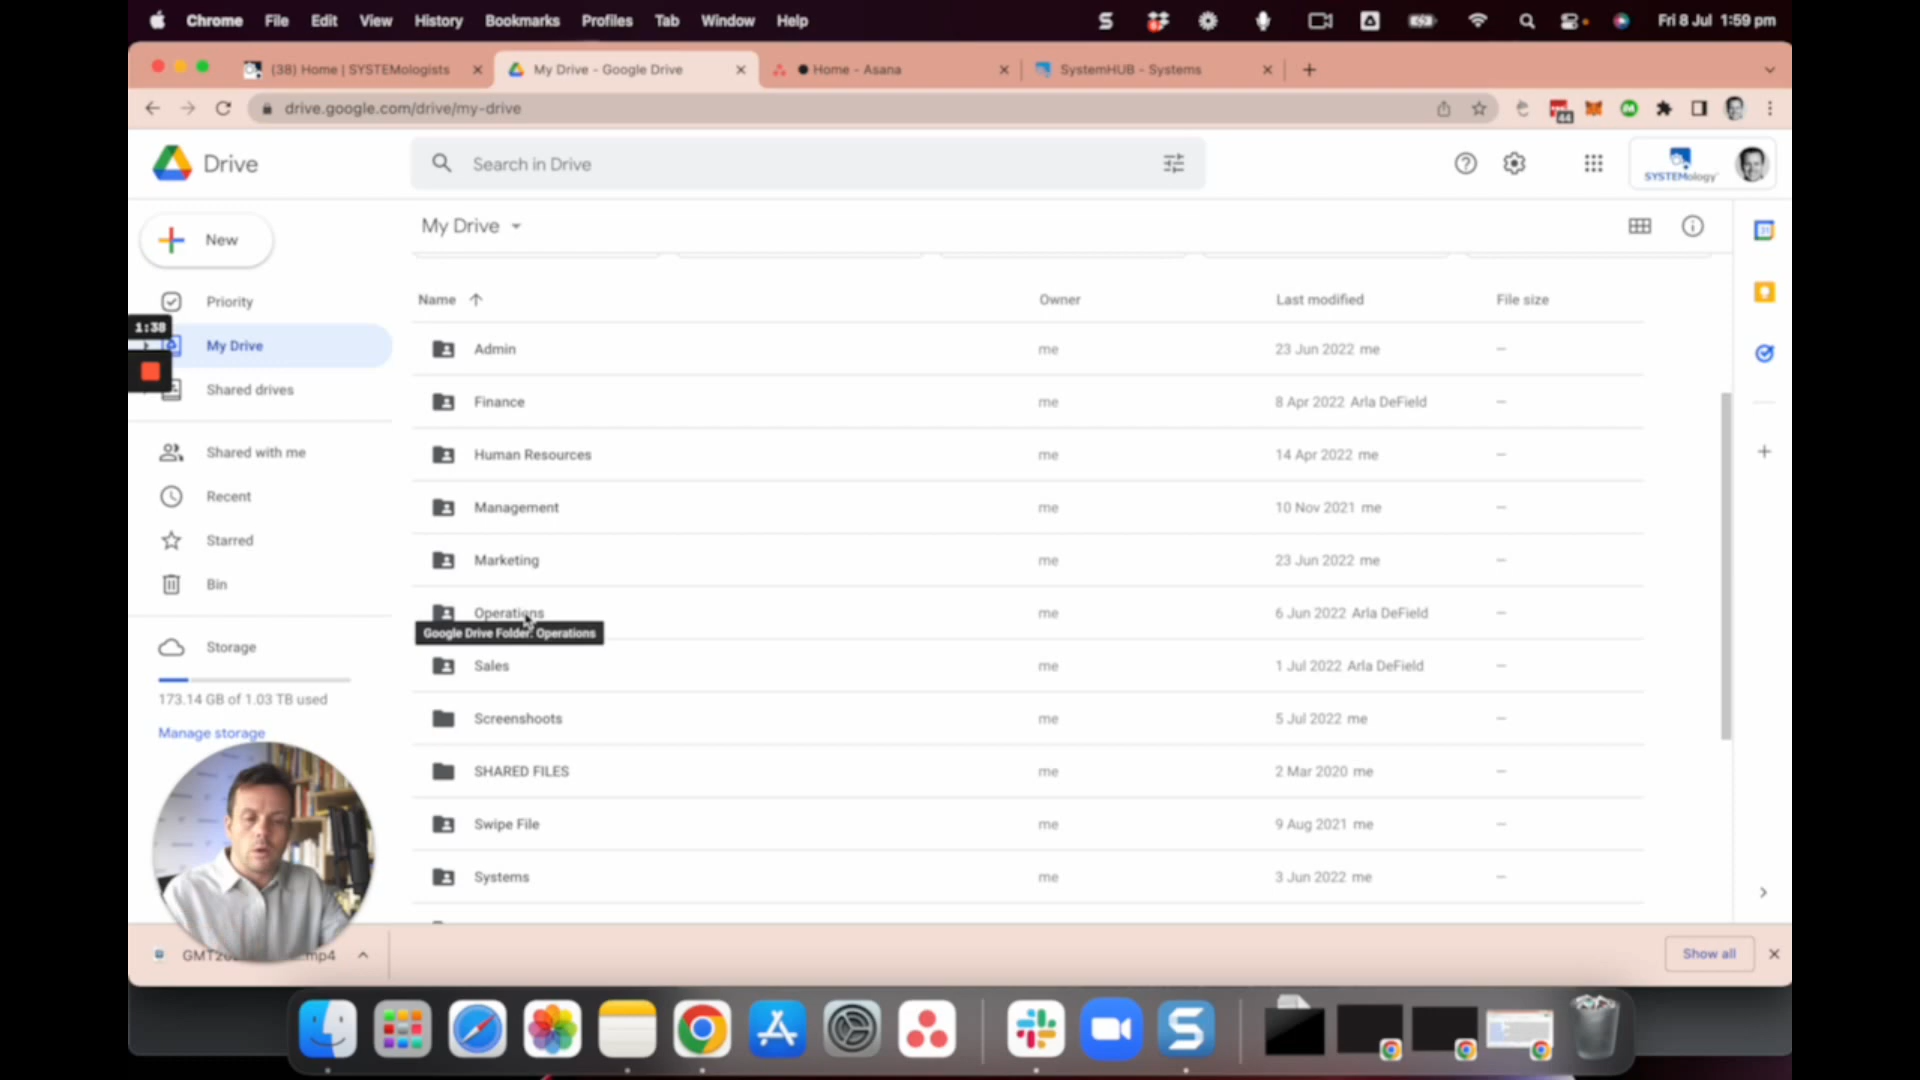 Chrome File Edit View History Bookmarks Profiles Tab Window Help Fri 8 Jul 1:59 pm
(38) Home | SYSTEMologists My Drive - Google Drive Home - Asana SystemHUB - Systems
drive.google.com/drive/my-drive 44
Drive Search in Drive SYSTEMology
New My Drive
Priority Name Owner Last modified File size
1:38
My Drive Admin me 23 Jun 2022 me –
Shared drives Finance me 8 Apr 2022 Arla DeField –
Shared with me Human Resources me 14 Apr 2022 me –
Recent Management me 10 Nov 2021 me –
Starred Marketing me 23 Jun 2022 me –
Bin
Operations me 6 Jun 2022 Arla DeField –
Google Drive Folder: Operations
Storage Sales me 1 Jul 2022 Arla DeField –
173.14 GB of 1.03 TB used
Manage storage Screenshoots me 5 Jul 2022 me –
SHARED FILES me 2 Mar 2020 me –
Swipe File me 9 Aug 2021 me –
Systems me 3 Jun 2022 me –
Show all